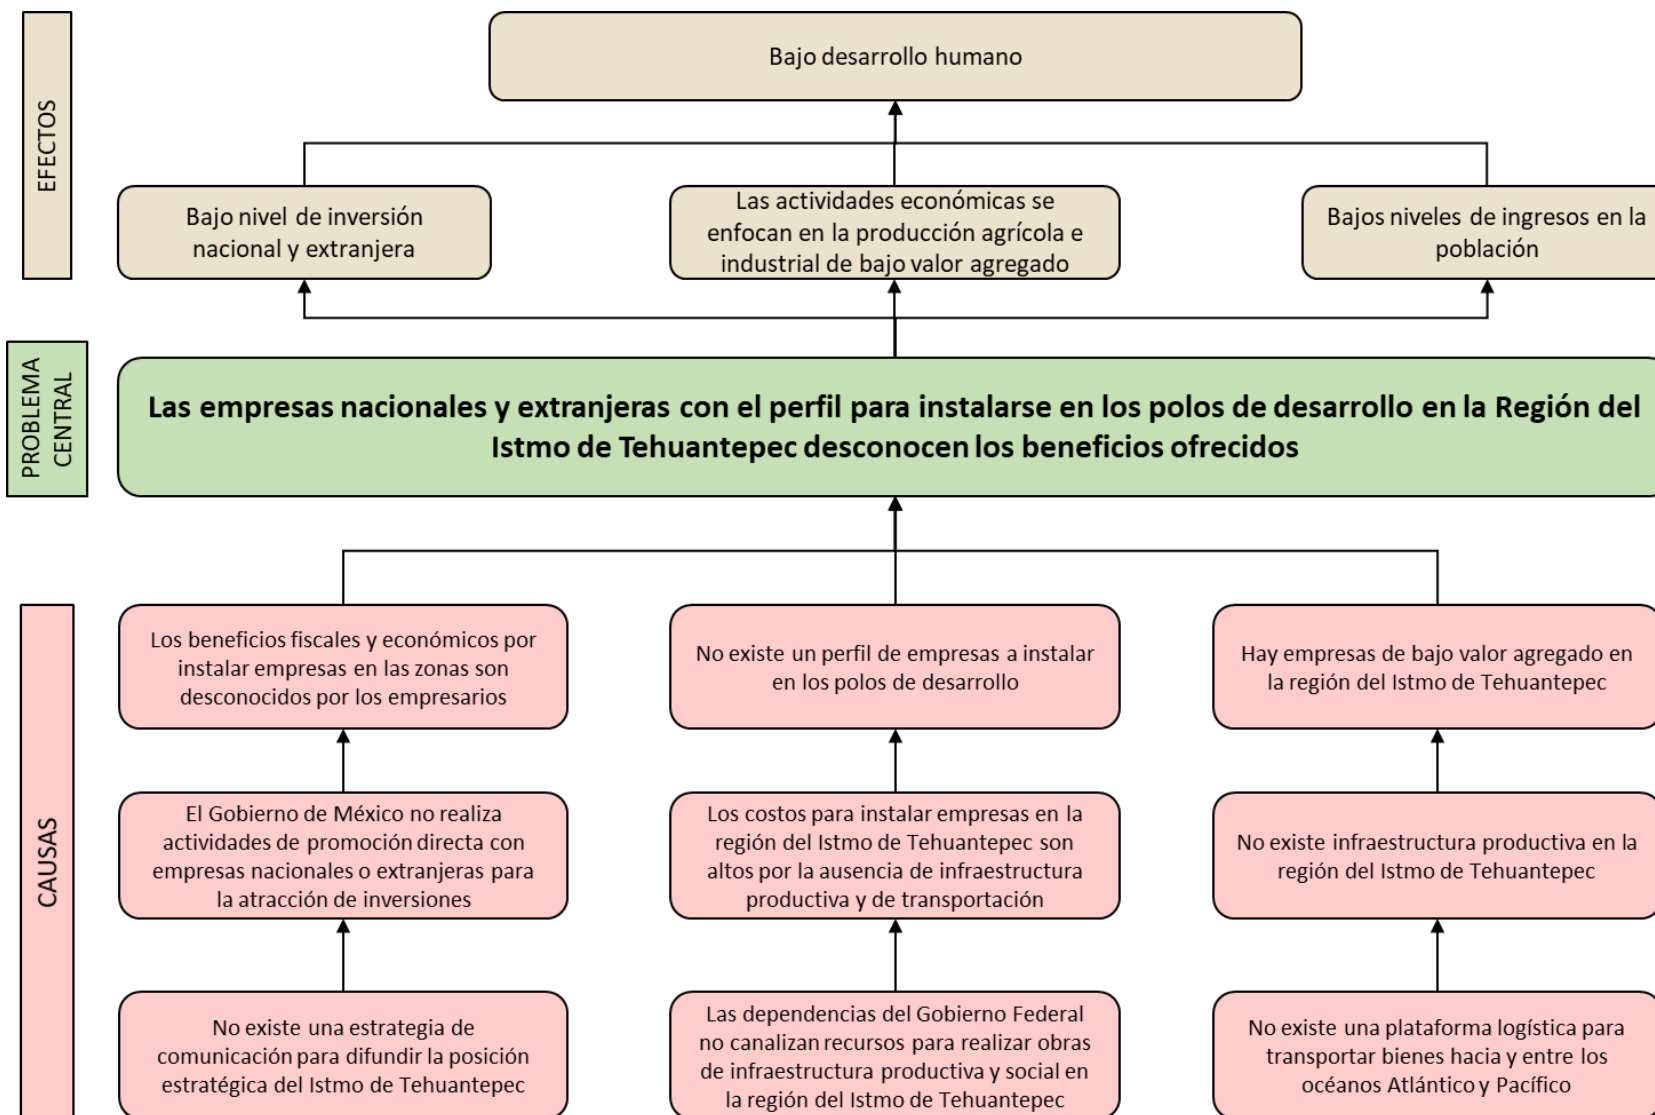 EFECTOS
Bajo desarrollo humano
Bajo nivel de inversión
nacional y extranjera
Las actividades económicas se
enfocan en la producción agrícola e
industrial de bajo valor agregado
Bajos niveles de ingresos en la
población
PROBLEMA
CENTRAL
Las empresas nacionales y extranjeras con el perfil para instalarse en los polos de desarrollo en la Región del
Istmo de Tehuantepec desconocen los beneficios ofrecidos
CAUSAS
Los beneficios fiscales y económicos por
instalar empresas en las zonas son
desconocidos por los empresarios
No existe un perfil de empresas a instalar
en los polos de desarrollo
Hay empresas de bajo valor agregado en
la región del Istmo de Tehuantepec
El Gobierno de México no realiza
actividades de promoción directa con
empresas nacionales o extranjeras para
la atracción de inversiones
Los costos para instalar empresas en la
región del Istmo de Tehuantepec son
altos por la ausencia de infraestructura
productiva y de transportación
No existe infraestructura productiva en la
región del Istmo de Tehuantepec
No existe una estrategia de
comunicación para difundir la posición
estratégica del Istmo de Tehuantepec
Las dependencias del Gobierno Federal
no canalizan recursos para realizar obras
de infraestructura productiva y social en
la región del Istmo de Tehuantepec
No existe una plataforma logística para
transportar bienes hacia y entre los
océanos Atlántico y Pacífico